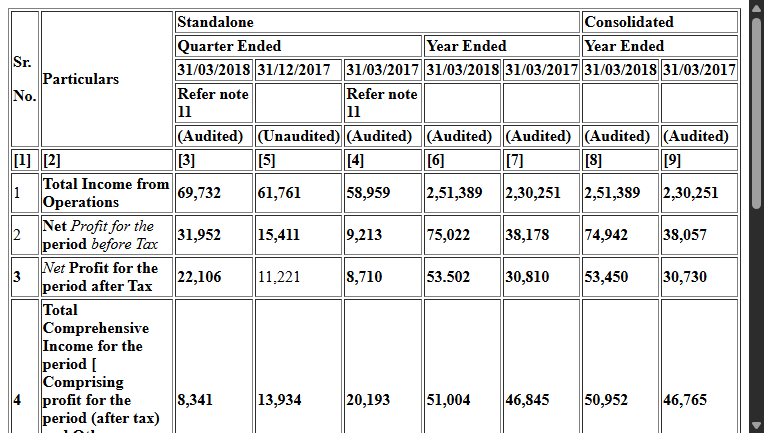 Standalone Consolidated
Sr. No. Particulars Quarter Ended Year Ended Year Ended
31/03/2018 31/12/2017 31/03/2017 31/03/2018 31/03/2017 31/03/2018 31/03/2017
Refer note 11 Refer note 11
(Audited) (Unaudited) (Audited) (Audited) (Audited) (Audited) (Audited)
[1] [2] [3] [5] [4] [6] [7] [8] [9]
1 Total Income from Operations 69,732 61,761 58,959 2,51,389 2,30,251 2,51,389 2,30,251
2 Net Profit for the period before Tax 31,952 15,411 9,213 75,022 38,178 74,942 38,057
3 Net Profit for the period after Tax 22,106 11,221 8,710 53.502 30,810 53,450 30,730
4 Total Comprehensive Income for the period [ Comprising profit for the period (after tax) 8,341 13,934 20,193 51,004 46,845 50,952 46,765